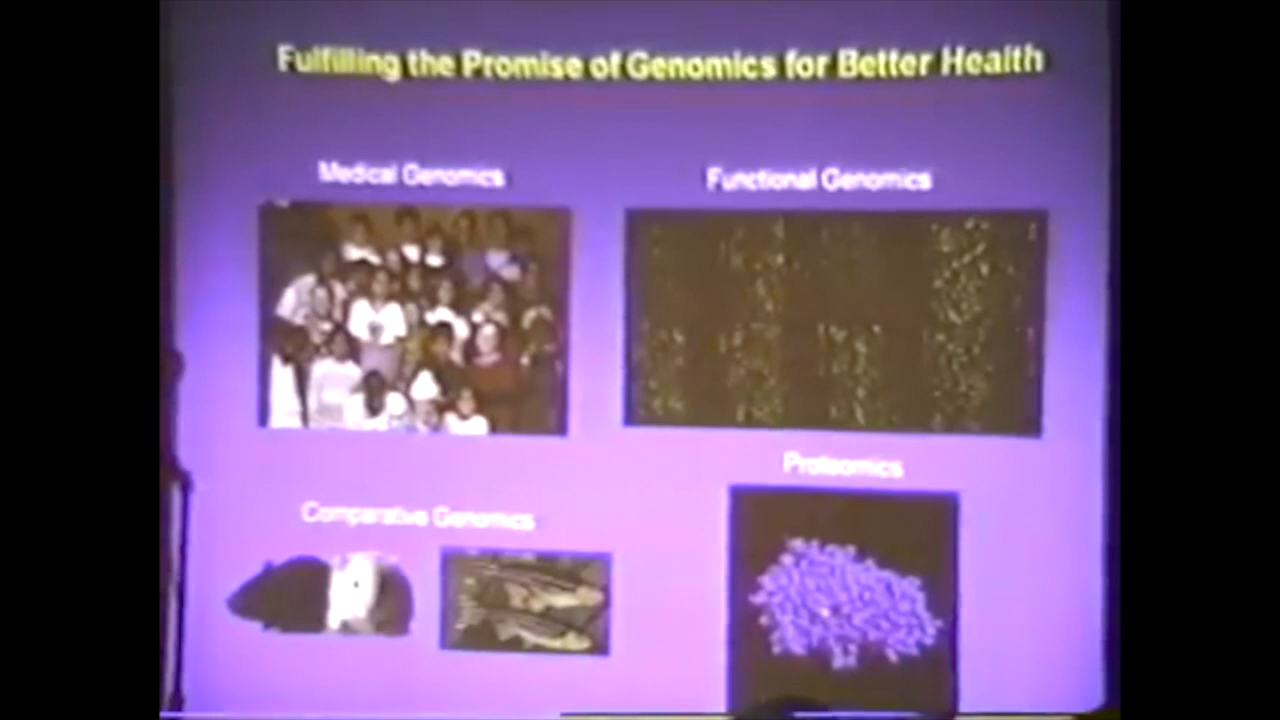 Fulfilling the Promise of Genomics for Better Health
Medical Genomics
Functional Genomics
Proteomics
Comparative Genomics